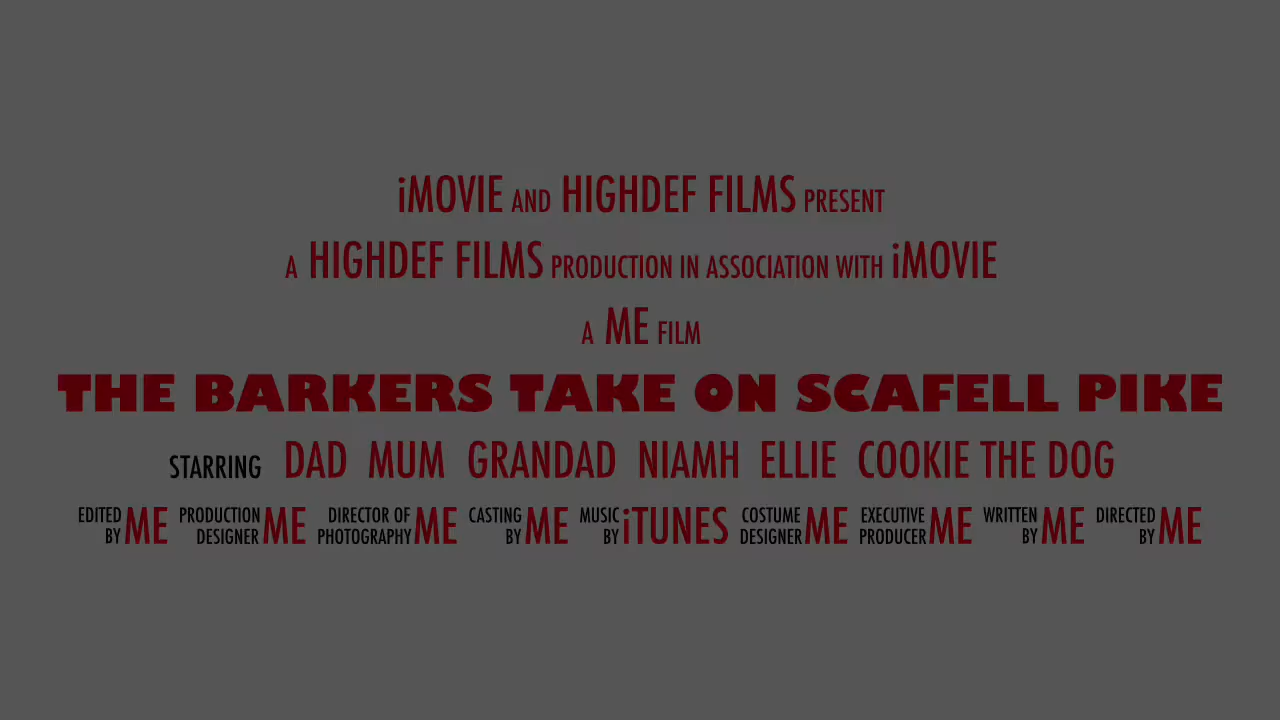 iMOVIE AND HIGHDEF FILMS PRESENT
A HIGHDEF FILMS PRODUCTION IN ASSOCIATION WITH iMOVIE
A ME FILM
THE BARKERS TAKE ON SCAFELL PIKE
STARRING DAD MUM GRANDAD NIAMH ELLIE COOKIE THE DOG
EDITED BY ME PRODUCTION DESIGNER ME DIRECTOR OF PHOTOGRAPHY ME CASTING BY ME MUSIC BY iTUNES COSTUME DESIGNER ME EXECUTIVE PRODUCER ME WRITTEN BY ME DIRECTED BY ME